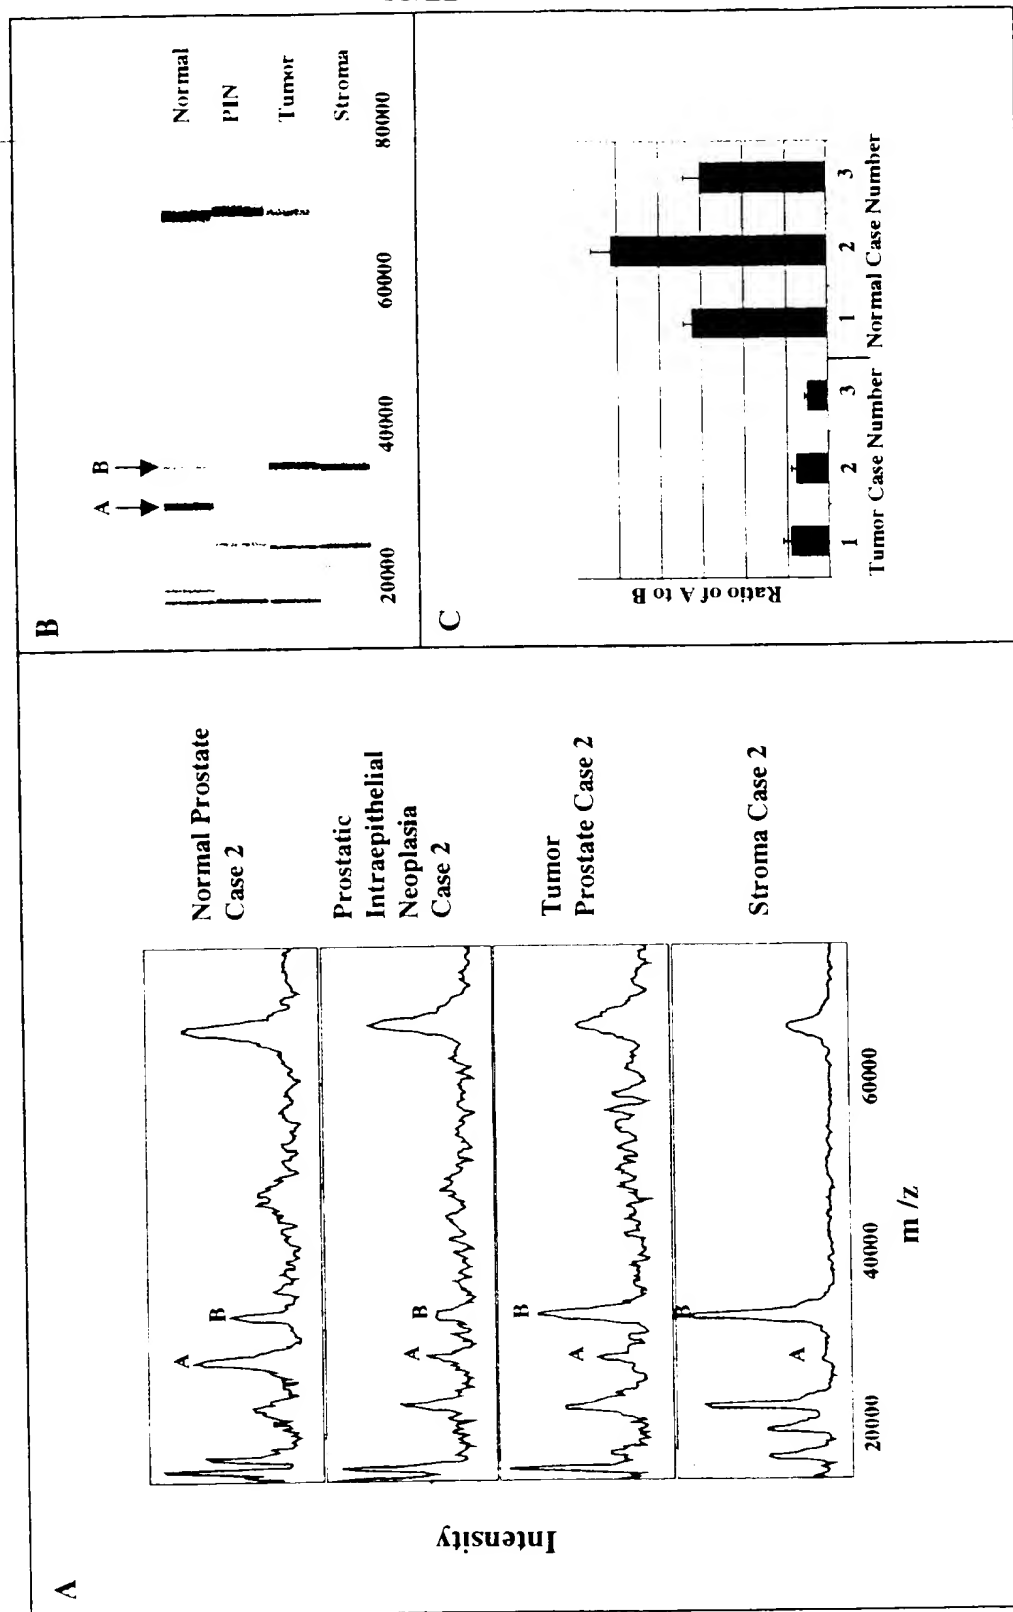 A
Intensity
Normal Prostate
Case 2
A
B
Prostatic
Intraepithelial
Neoplasia
Case 2
A
B
Tumor
Prostate Case 2
A
B
Stroma Case 2
A
B
20000
40000
60000
m /z
B
A
B
Normal
PIN
Tumor
Stroma
20000
40000
60000
80000
C
Ratio of A to B
1
2
3
1
2
3
Tumor Case Number
Normal Case Number